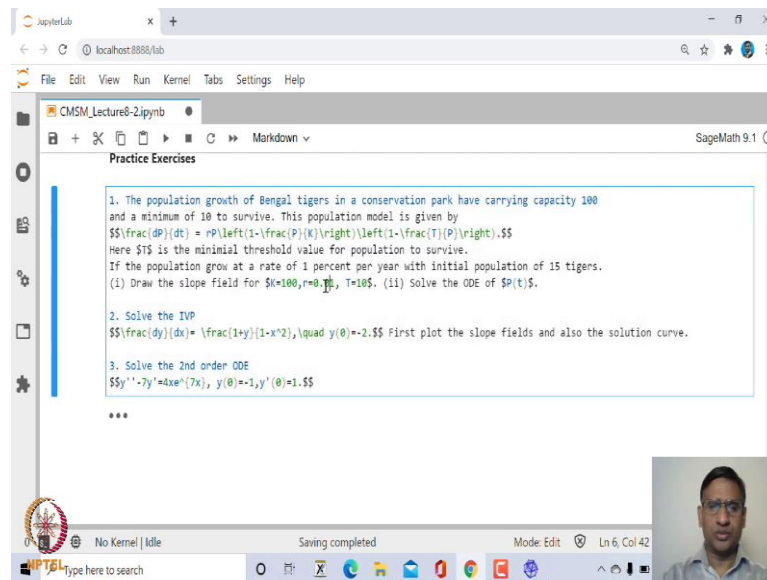 JupyterLab
localhost:8888/lab
File Edit View Run Kernel Tabs Settings Help
CMSM_Lecture8-2.ipynb
Markdown
SageMath 9.1
Practice Exercises
1. The population growth of Bengal tigers in a conservation park have carrying capacity 100
and a minimum of 10 to survive. This population model is given by
$$\frac{dP}{dt} = rP\left(1-\frac{P}{K}\right)\left(1-\frac{T}{P}\right).$$
Here $T$ is the minimial threshold value for population to survive.
If the population grow at a rate of 1 percent per year with initial population of 15 tigers.
(i) Draw the slope field for $K=100,r=0.01, T=10$. (ii) Solve the ODE of $P(t)$.
2. Solve the IVP
$$\frac{dy}{dx}= \frac{1+y}{1-x^2},\quad y(0)=-2.$$ First plot the slope fields and also the solution curve.
3. Solve the 2nd order ODE
$$y''-7y'=4xe^{7x}, y(0)=-1,y'(0)=1.$$
No Kernel | Idle Saving completed Mode: Edit Ln 6, Col 42
NPTEL Type here to search